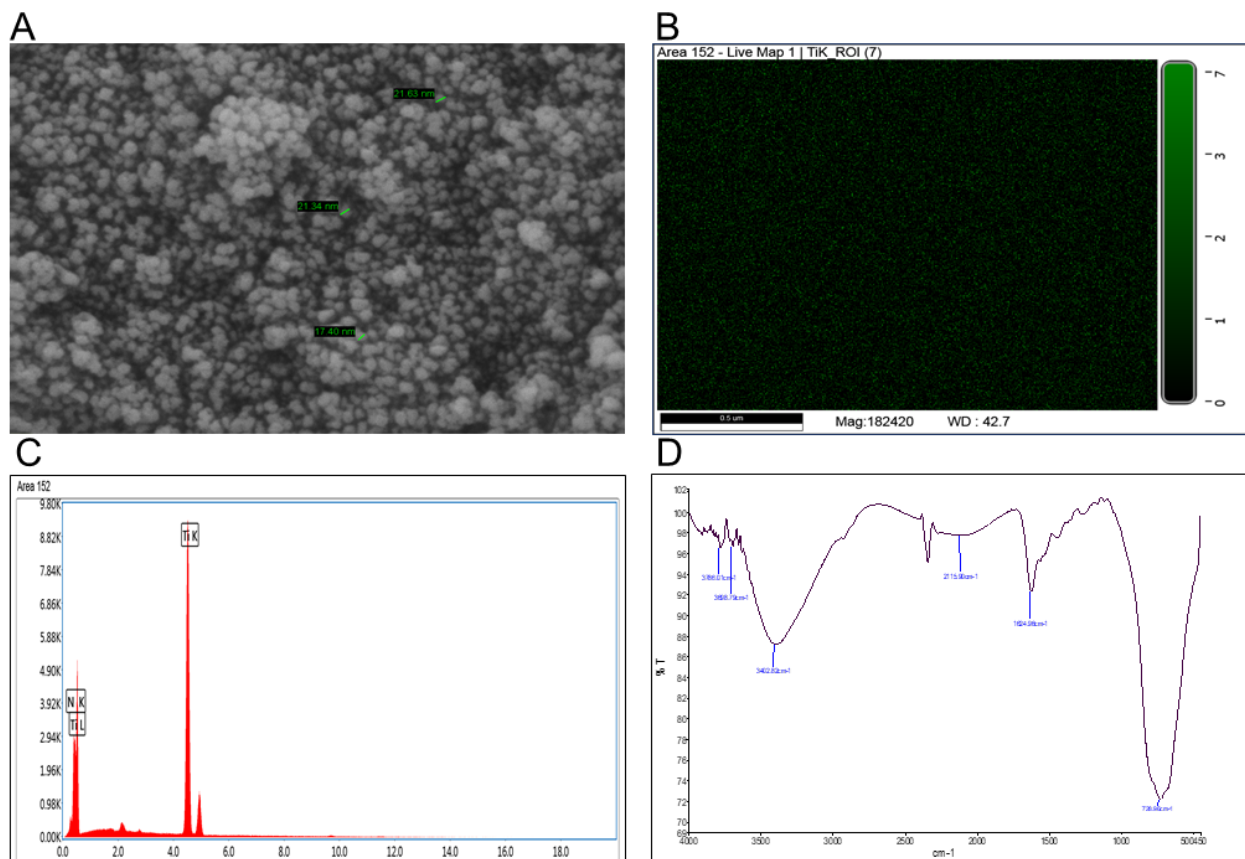 A
21 63 nm
21 34 nm
17 40 nm
B
Area 152 - Live Map 1 | TiK_ROI (7)
7
3
2
1
0
0.5 um
Mag:182420 WD : 42.7
C
Area 152
9.80K
8.82K
7.84K
6.86K
5.88K
4.90K
3.92K
2.94K
1.96K
0.98K
0.00K
Ti K
N K
Ti L
0.0 2.0 4.0 6.0 8.0 10.0 12.0 14.0 16.0 18.0
D
102
100
98
96
94
92
90
88
86
84
82
80
78
76
74
72
69
% T
3402.82cm-1
2115.90cm-1
1624.98cm-1
4000 3500 3000 2500 2000 1500 1000 500450
cm-1